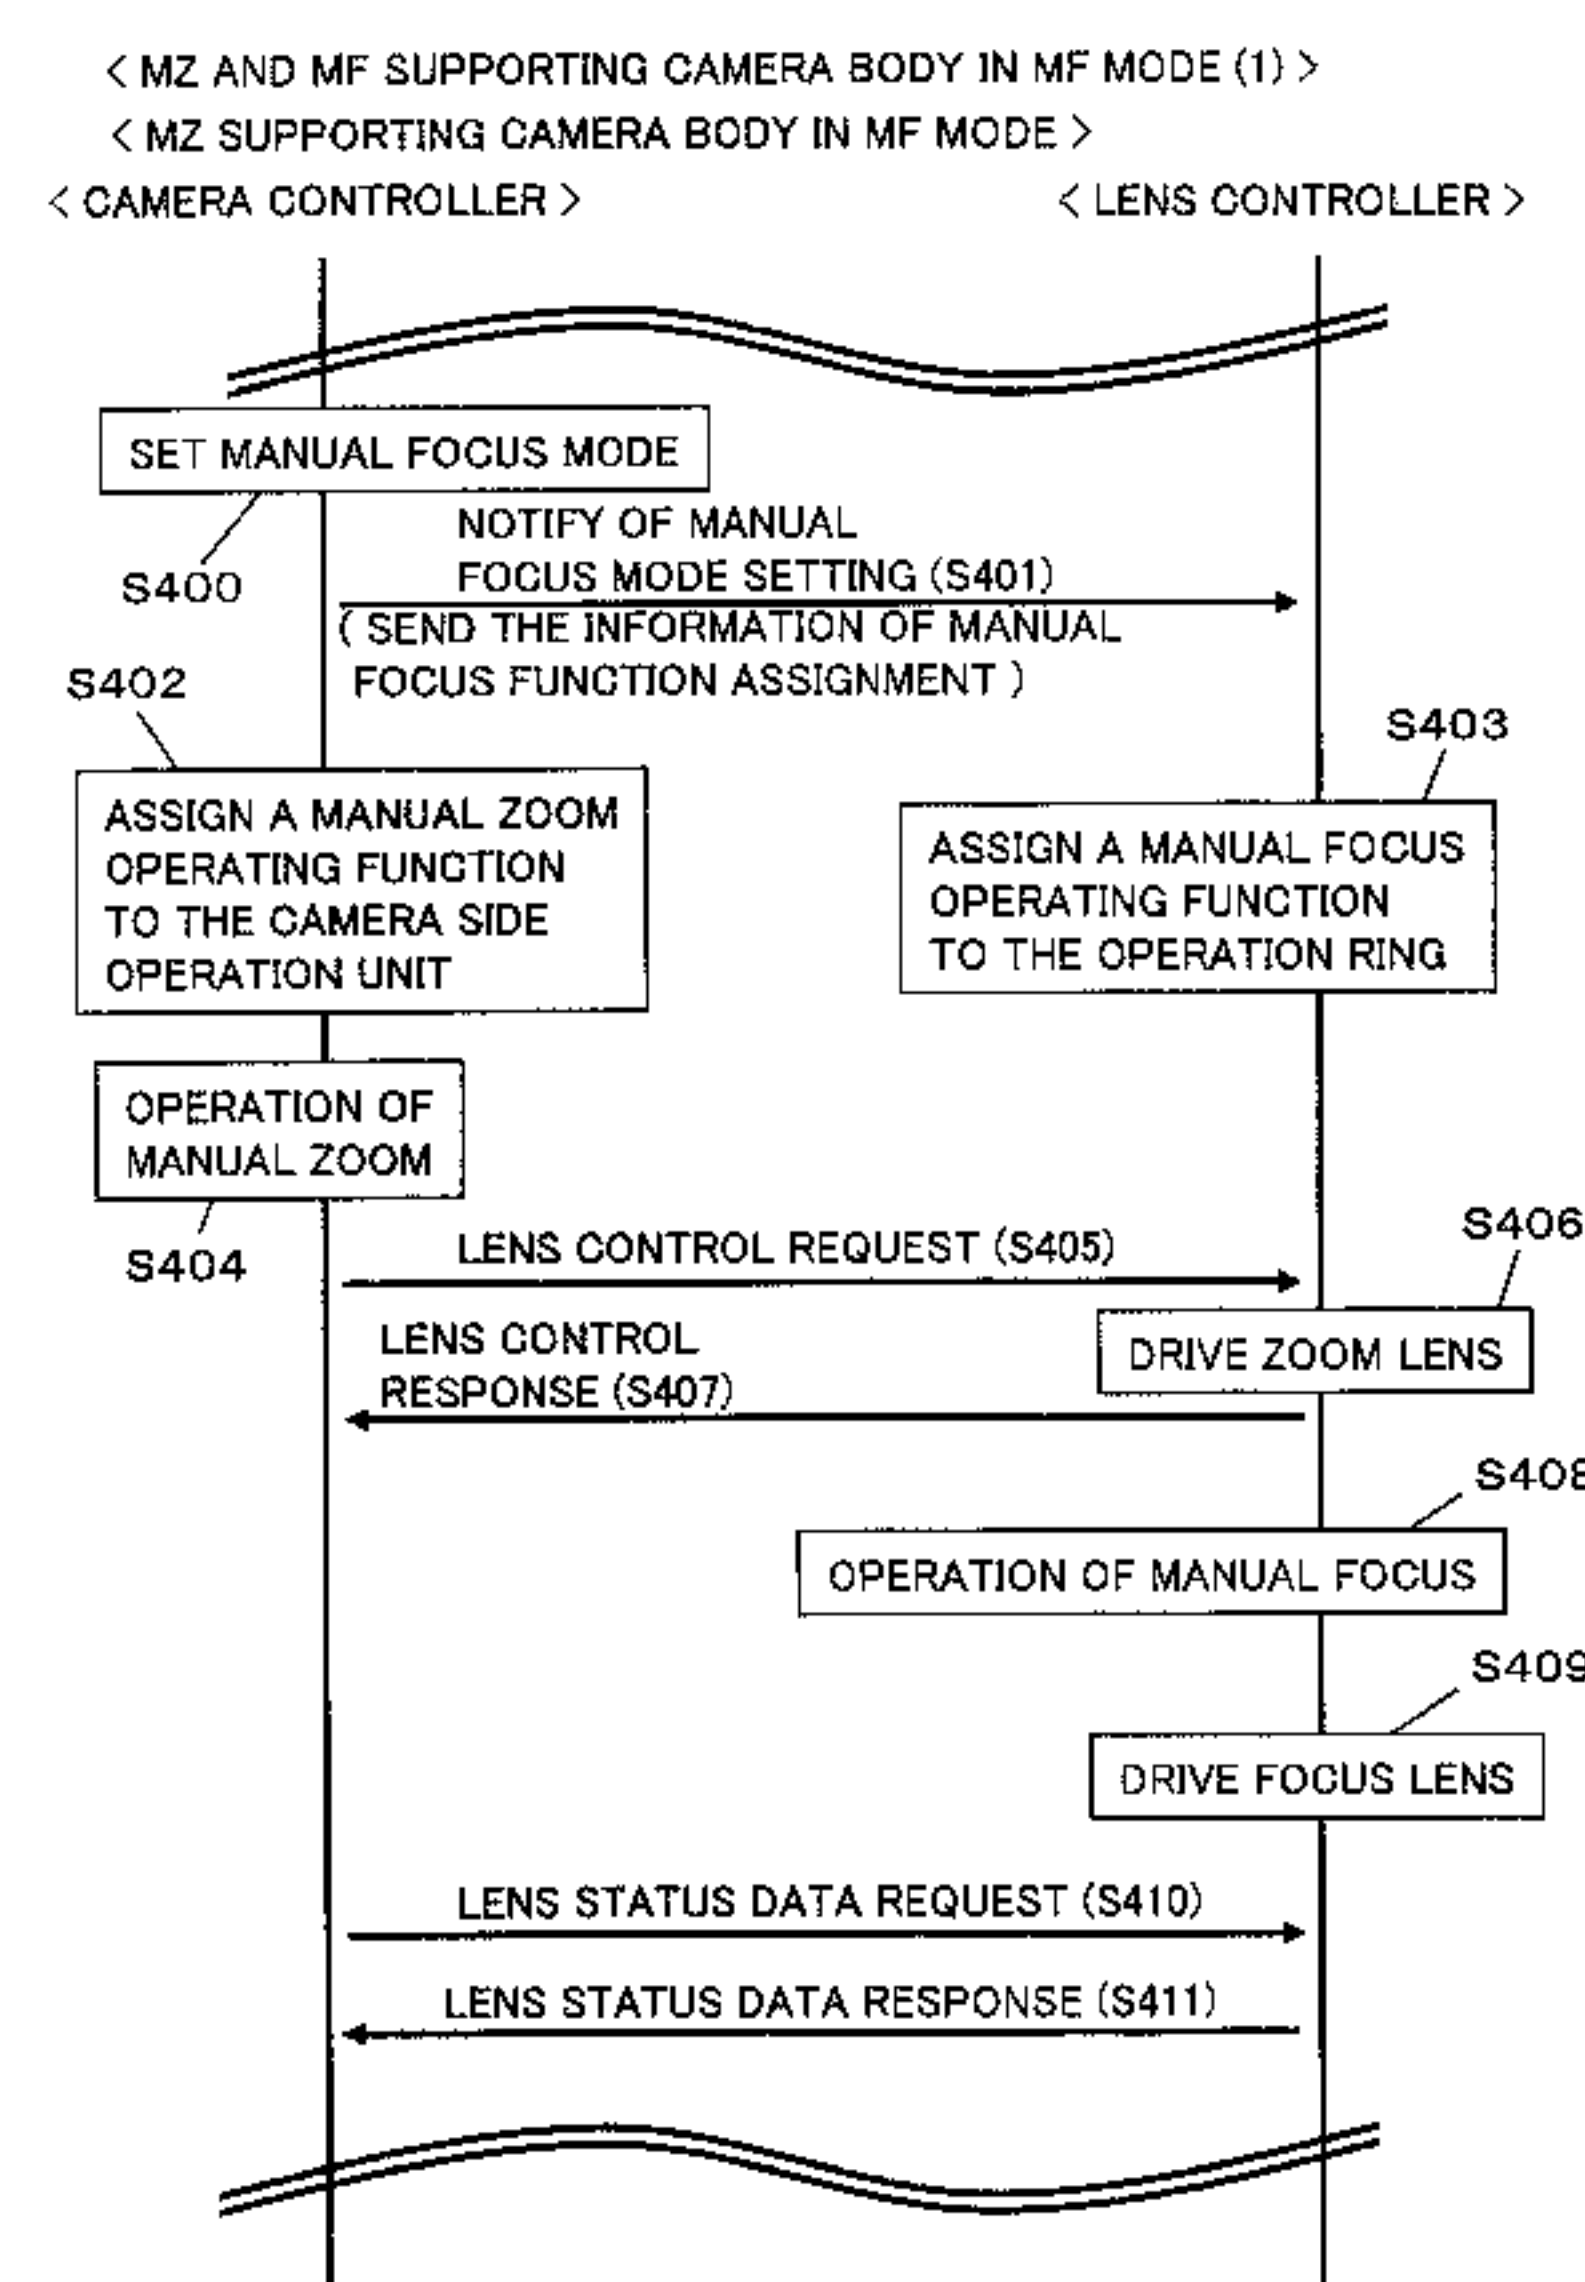 < MZ AND MF SUPPORTING CAMERA BODY IN MF MODE (1) >
< MZ SUPPORTING CAMERA BODY IN MF MODE >
< CAMERA CONTROLLER >
< LENS CONTROLLER >
SET MANUAL FOCUS MODE
S400
NOTIFY OF MANUAL
FOCUS MODE SETTING (S401)
( SEND THE INFORMATION OF MANUAL
FOCUS FUNCTION ASSIGNMENT )
S402
ASSIGN A MANUAL ZOOM
OPERATING FUNCTION
TO THE CAMERA SIDE
OPERATION UNIT
S403
ASSIGN A MANUAL FOCUS
OPERATING FUNCTION
TO THE OPERATION RING
OPERATION OF
MANUAL ZOOM
S404
LENS CONTROL REQUEST (S405)
S406
DRIVE ZOOM LENS
LENS CONTROL
RESPONSE (S407)
S408
OPERATION OF MANUAL FOCUS
S409
DRIVE FOCUS LENS
LENS STATUS DATA REQUEST (S410)
LENS STATUS DATA RESPONSE (S411)